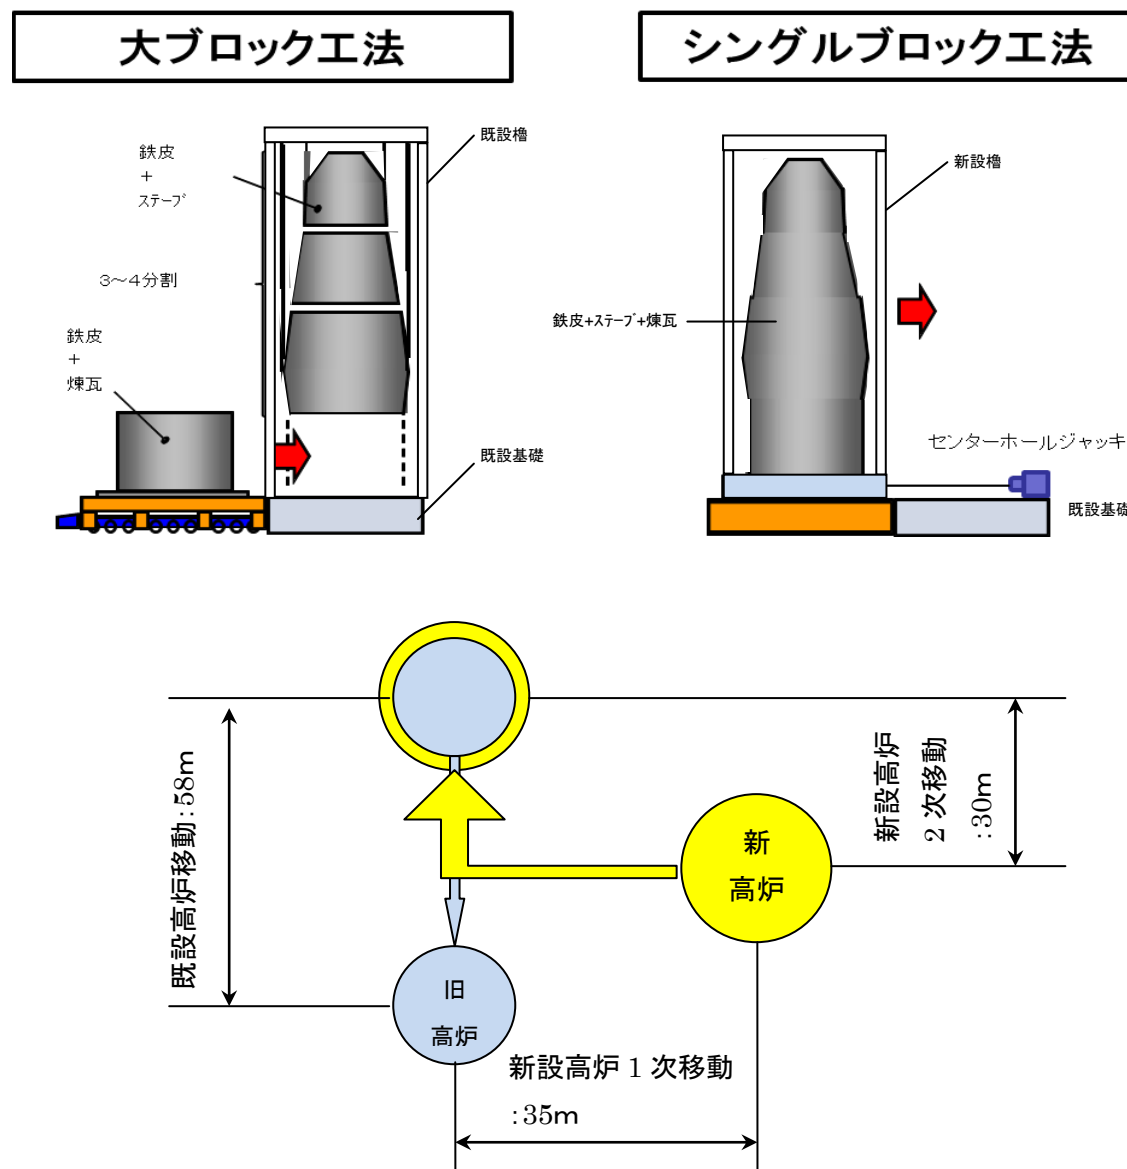 大ブロック工法
シングルブロック工法
鉄皮
+
ステーブ
既設櫓
3～4分割
鉄皮
+
煉瓦
既設基礎
新設櫓
鉄皮+ステーブ+煉瓦
センターホールジャッキ
既設基礎
既設高炉移動:58m
新設高炉
2次移動
:30m
新
高炉
旧
高炉
新設高炉 1 次移動
:35m